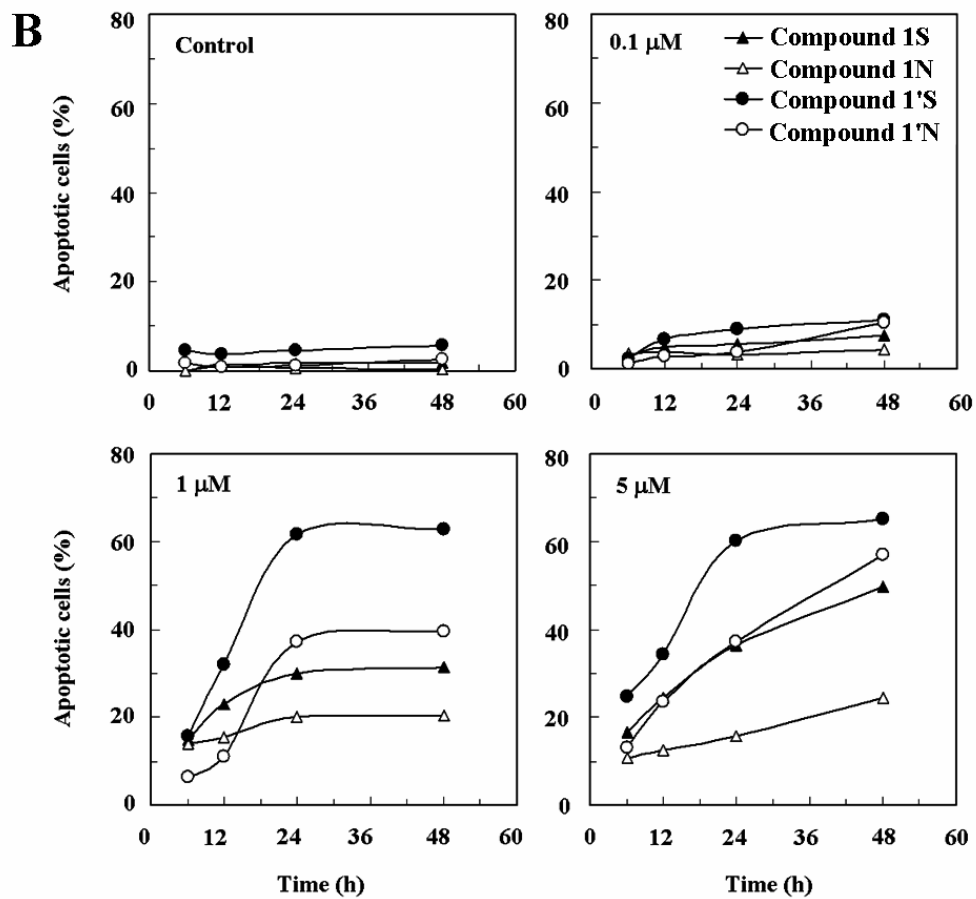 B
Control
0.1 µM
Compound 1S
Compound 1N
Compound 1'S
Compound 1'N
Apoptotic cells (%)
80
60
40
20
0
0 12 24 36 48 60
80
60
40
20
0
0 12 24 36 48 60
1 µM
5 µM
Apoptotic cells (%)
80
60
40
20
0
0 12 24 36 48 60
Time (h)
80
60
40
20
0
0 12 24 36 48 60
Time (h)